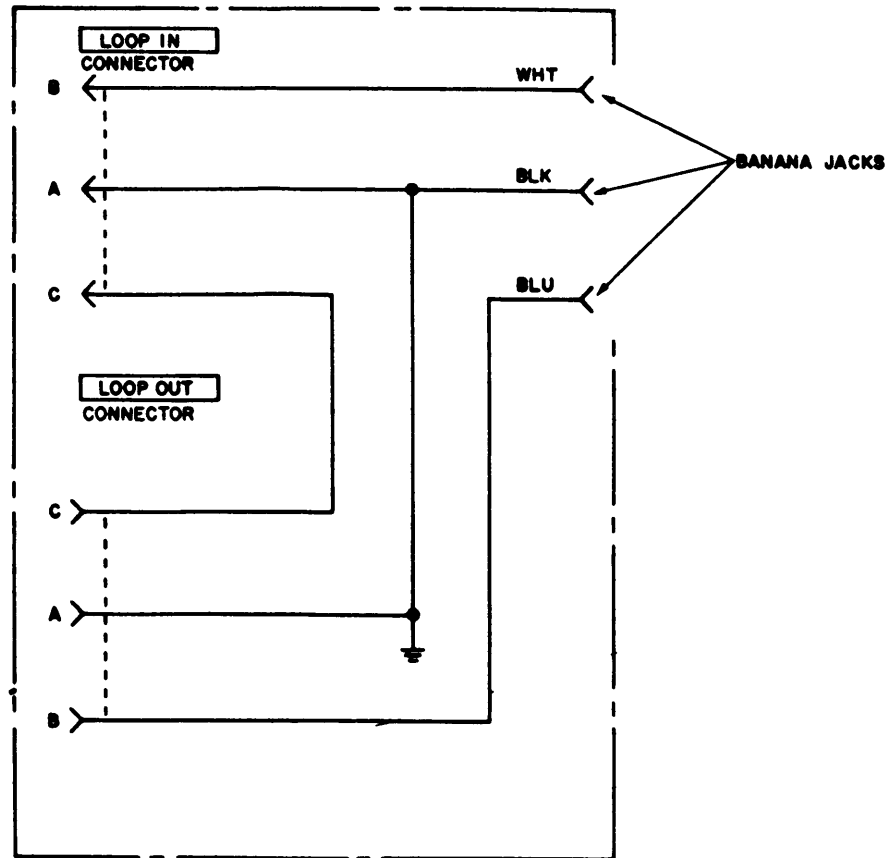 LOOP IN
CONNECTOR
B
WHT
BANANA JACKS
A
BLK
C
BLU
LOOP OUT
CONNECTOR
C
A
B